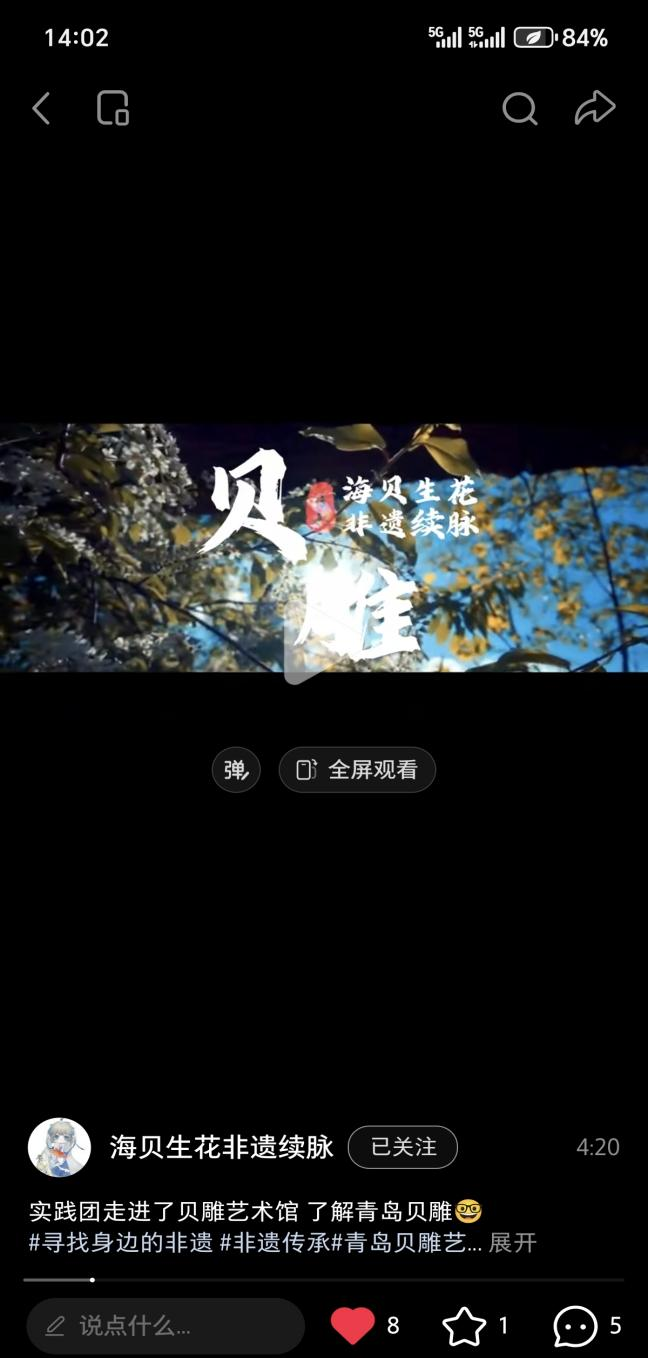 14:02
5G 5G 84%
贝
海贝生花
非遗续脉
雕
弹 全屏观看
海贝生花非遗续脉 已关注 4:20
实践团走进了贝雕艺术馆 了解青岛贝雕🤓
#寻找身边的非遗 #非遗传承#青岛贝雕艺... 展开
说点什么... 8 1 5